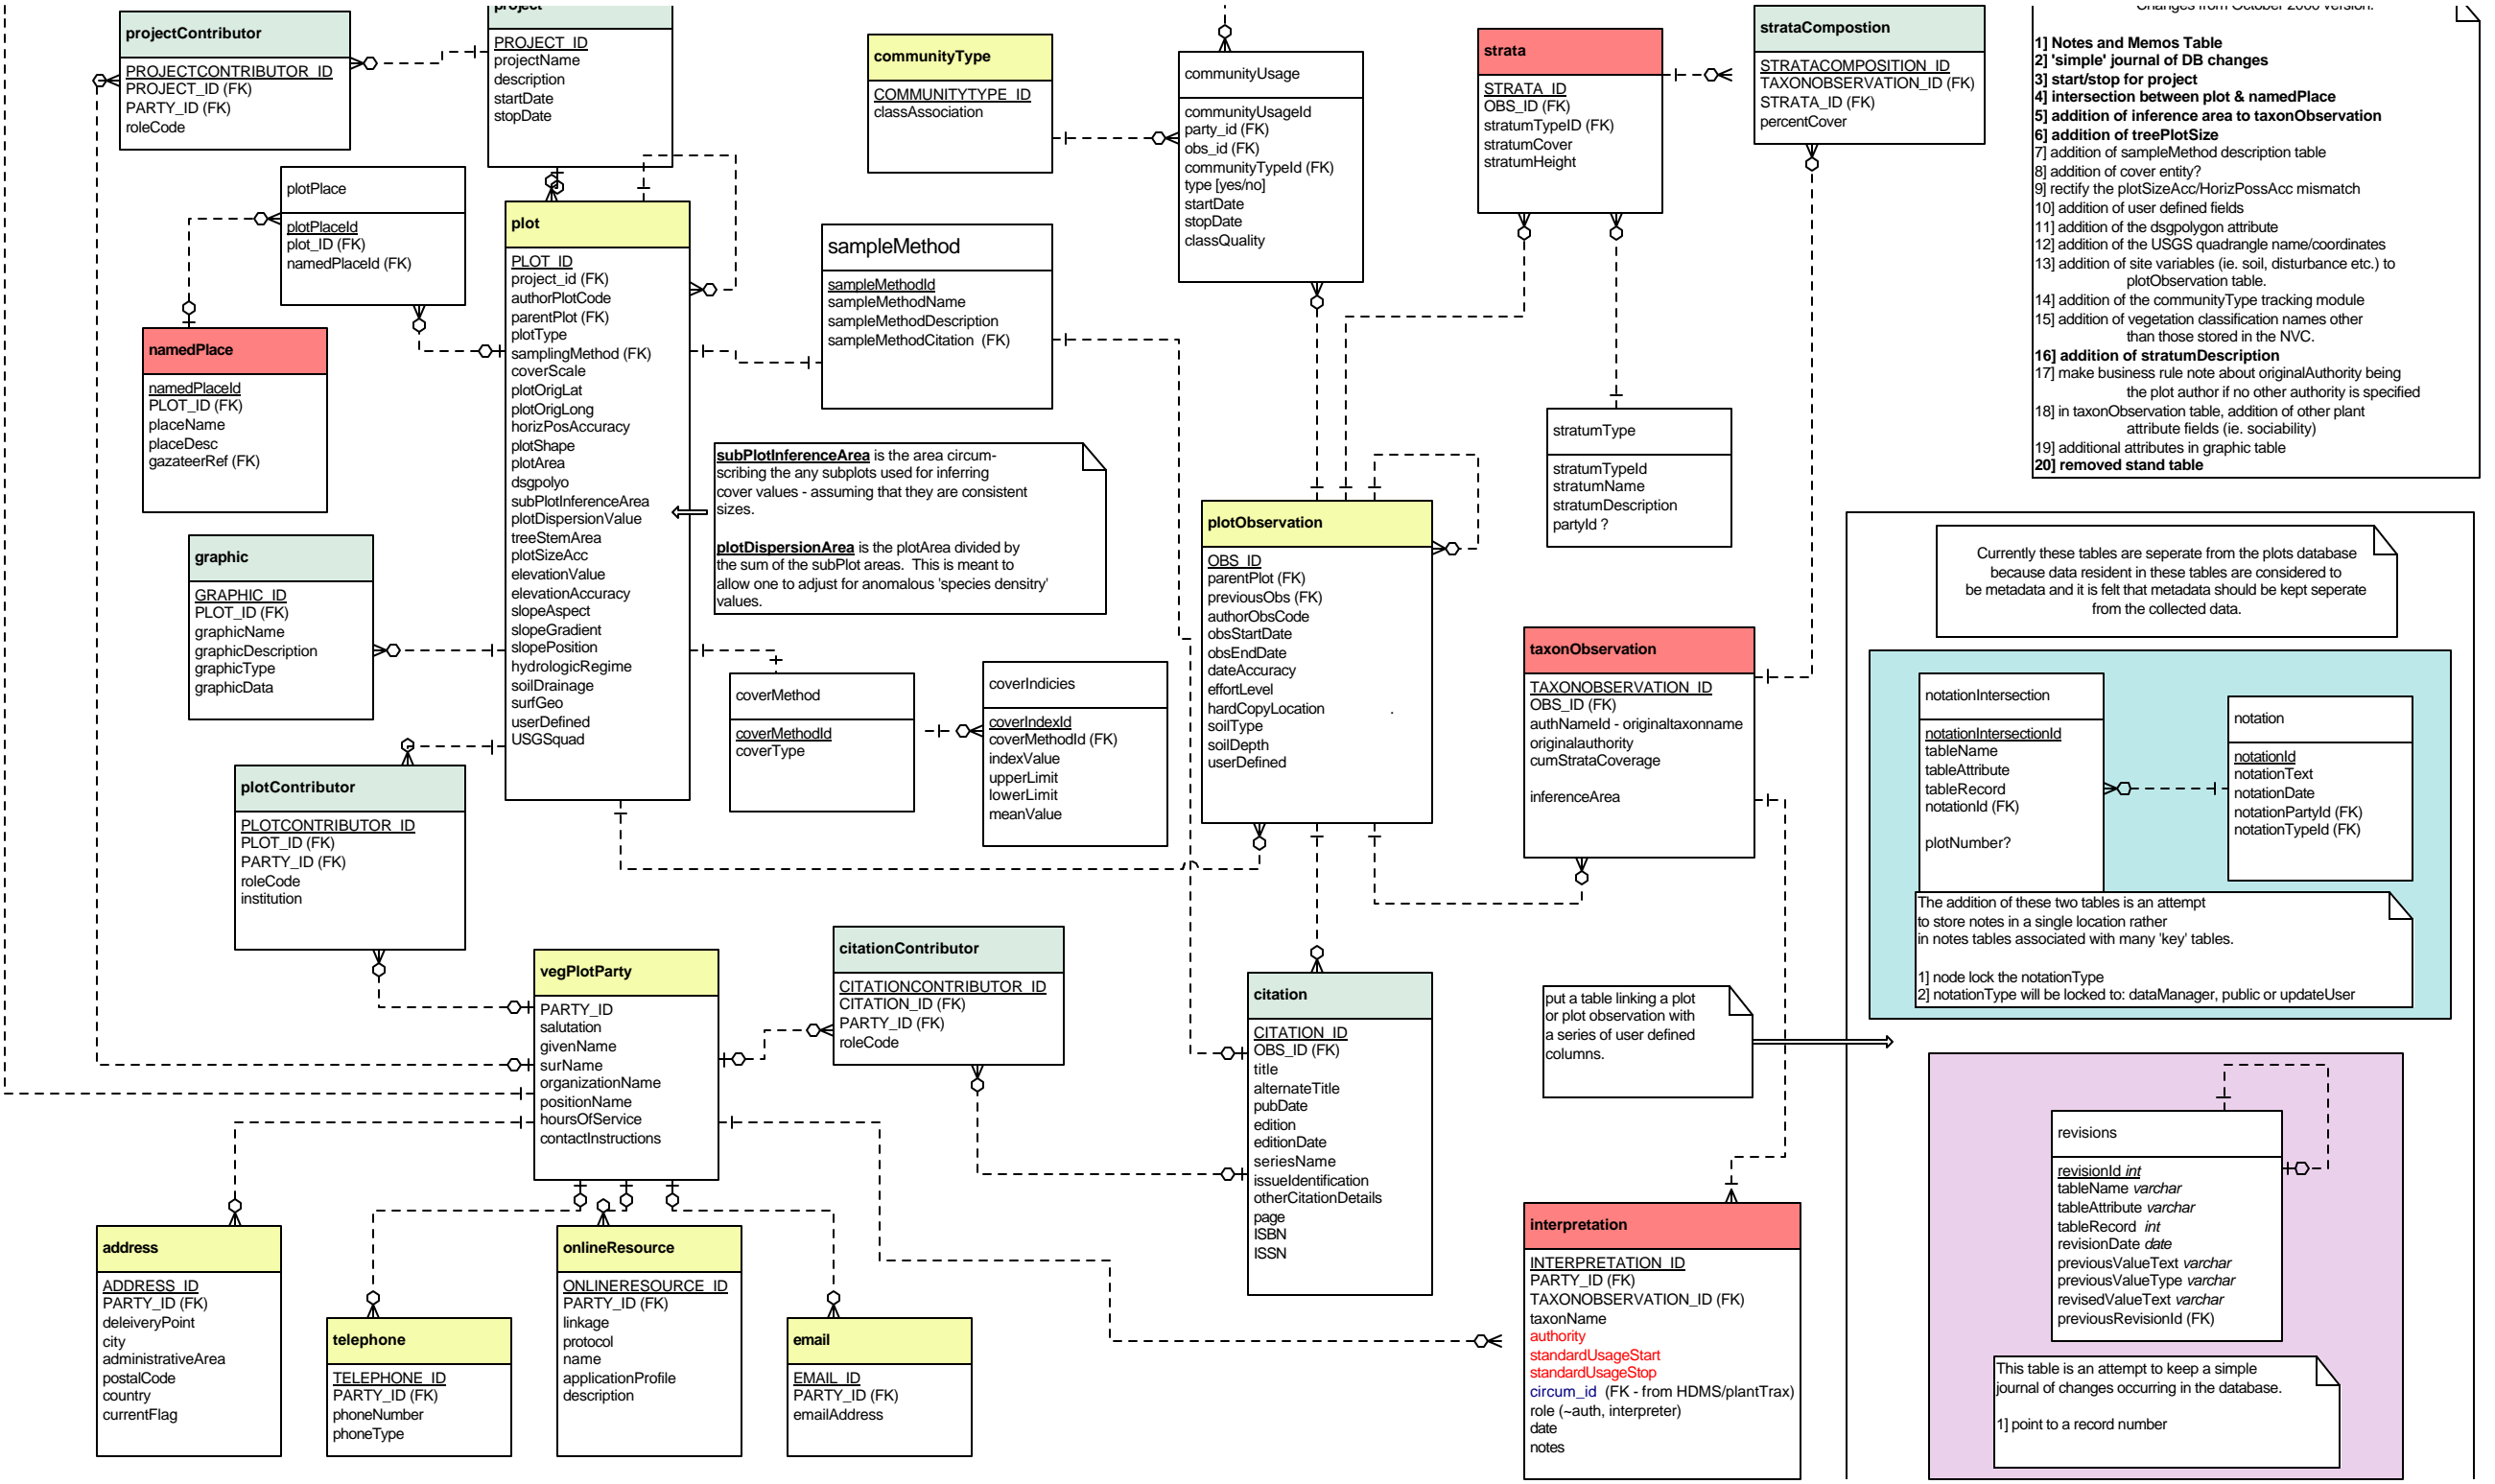 projectContributor
PROJECTCONTRIBUTOR_ID
PROJECT_ID (FK)
PARTY_ID (FK)
roleCode
project
PROJECT_ID
projectName
description
startDate
stopDate
communityType
COMMUNITYTYPE_ID
classAssociation
communityUsage
communityUsageId
party_id (FK)
obs_id (FK)
communityTypeId (FK)
type [yes/no]
startDate
stopDate
classQuality
strata
STRATA_ID
OBS_ID (FK)
stratumTypeID (FK)
stratumCover
stratumHeight
strataCompostion
STRATACOMPOSITION_ID
TAXONOBSERVATION_ID (FK)
STRATA_ID (FK)
percentCover
Changes from October 2000 version.
1] Notes and Memos Table
2] 'simple' journal of DB changes
3] start/stop for project
4] intersection between plot & namedPlace
5] addition of inference area to taxonObservation
6] addition of treePlotSize
7] addition of sampleMethod description table
8] addition of cover entity?
9] rectify the plotSizeAcc/HorizPossAcc mismatch
10] addition of user defined fields
11] addition of the dsgpolygon attribute
12] addition of the USGS quadrangle name/coordinates
13] addition of site variables (ie. soil, disturbance etc.) to
plotObservation table.
14] addition of the communityType tracking module
15] addition of vegetation classification names other
than those stored in the NVC.
16] addition of stratumDescription
17] make business rule note about originalAuthority being
the plot author if no other authority is specified
18] in taxonObservation table, addition of other plant
attribute fields (ie. sociability)
19] additional attributes in graphic table
20] removed stand table
plotPlace
plotPlaceId
plot_ID (FK)
namedPlaceId (FK)
namedPlace
namedPlaceId
PLOT_ID (FK)
placeName
placeDesc
gazateerRef (FK)
plot
PLOT_ID
project_id (FK)
authorPlotCode
parentPlot (FK)
plotType
samplingMethod (FK)
coverScale
plotOrigLat
plotOrigLong
horizPosAccuracy
plotShape
plotArea
dsgpolyo
subPlotInferenceArea
plotDispersionValue
treeStemArea
plotSizeAcc
elevationValue
elevationAccuracy
slopeAspect
slopeGradient
slopePosition
hydrologicRegime
soilDrainage
surfGeo
userDefined
USGSquad
sampleMethod
sampleMethodId
sampleMethodName
sampleMethodDescription
sampleMethodCitation (FK)
subPlotInferenceArea is the area circum-
scribing the any subplots used for inferring
cover values - assuming that they are consistent
sizes.
plotDispersionArea is the plotArea divided by
the sum of the subPlot areas. This is meant to
allow one to adjust for anomalous 'species densitry'
values.
stratumType
stratumTypeId
stratumName
stratumDescription
partyId ?
plotObservation
OBS_ID
parentPlot (FK)
previousObs (FK)
authorObsCode
obsStartDate
obsEndDate
dateAccuracy
effortLevel
hardCopyLocation .
soilType
soilDepth
userDefined
graphic
GRAPHIC_ID
PLOT_ID (FK)
graphicName
graphicDescription
graphicType
graphicData
coverMethod
coverMethodId
coverType
coverIndicies
coverIndexId
coverMethodId (FK)
indexValue
upperLimit
lowerLimit
meanValue
taxonObservation
TAXONOBSERVATION_ID
OBS_ID (FK)
authNameId - originaltaxonname
originalauthority
cumStrataCoverage
inferenceArea
Currently these tables are seperate from the plots database
because data resident in these tables are considered to
be metadata and it is felt that metadata should be kept seperate
from the collected data.
notationIntersection
notationIntersectionId
tableName
tableAttribute
tableRecord
notationId (FK)
plotNumber?
notation
notationId
notationText
notationDate
notationPartyId (FK)
notationTypeId (FK)
The addition of these two tables is an attempt
to store notes in a single location rather
in notes tables associated with many 'key' tables.
1] node lock the notationType
2] notationType will be locked to: dataManager, public or updateUser
plotContributor
PLOTCONTRIBUTOR_ID
PLOT_ID (FK)
PARTY_ID (FK)
roleCode
institution
vegPlotParty
PARTY_ID
salutation
givenName
surName
organizationName
positionName
hoursOfService
contactInstructions
citationContributor
CITATIONCONTRIBUTOR_ID
CITATION_ID (FK)
PARTY_ID (FK)
roleCode
citation
CITATION_ID
OBS_ID (FK)
title
alternateTitle
pubDate
edition
editionDate
seriesName
issueIdentification
otherCitationDetails
page
ISBN
ISSN
put a table linking a plot
or plot observation with
a series of user defined
columns.
revisions
revisionId int
tableName varchar
tableAttribute varchar
tableRecord int
revisionDate date
previousValueText varchar
previousValueType varchar
revisedValueText varchar
previousRevisionId (FK)
This table is an attempt to keep a simple
journal of changes occurring in the database.
1] point to a record number
address
ADDRESS_ID
PARTY_ID (FK)
deleiveryPoint
city
administrativeArea
postalCode
country
currentFlag
telephone
TELEPHONE_ID
PARTY_ID (FK)
phoneNumber
phoneType
onlineResource
ONLINERESOURCE_ID
PARTY_ID (FK)
linkage
protocol
name
applicationProfile
description
email
EMAIL_ID
PARTY_ID (FK)
emailAddress
interpretation
INTERPRETATION_ID
PARTY_ID (FK)
TAXONOBSERVATION_ID (FK)
taxonName
authority
standardUsageStart
standardUsageStop
circum_id (FK - from HDMS/plantTrax)
role (~auth, interpreter)
date
notes